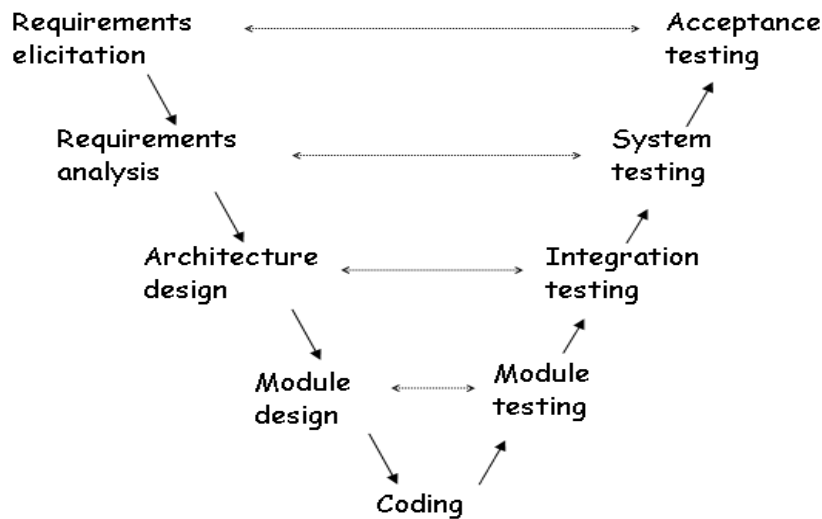 Requirements
elicitation
Acceptance
testing
Requirements
analysis
System
testing
Architecture
design
Integration
testing
Module
design
Module
testing
Coding